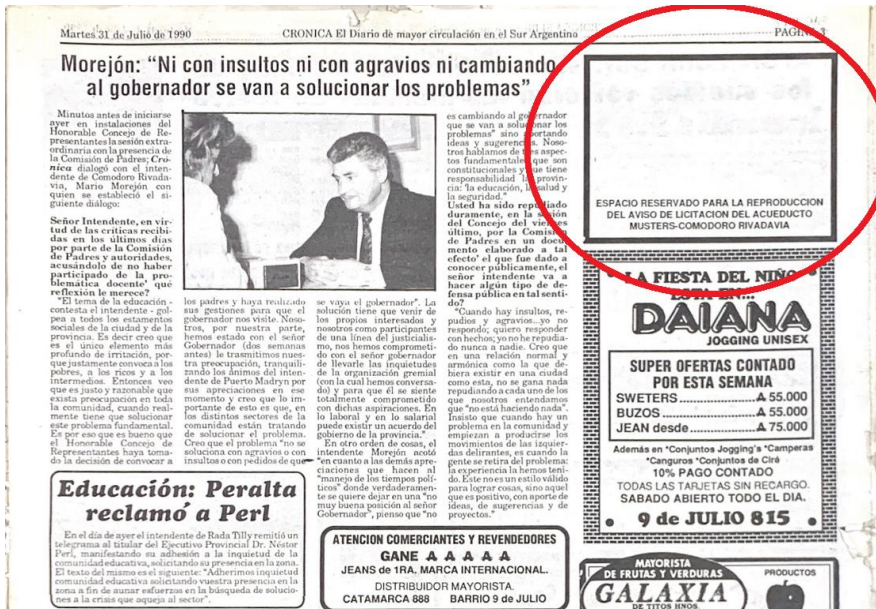 Martes 31 de Julio de 1990
CRONICA El Diario de mayor circulación en el Sur Argentino
PAGINA 3
Morejón: “Ni con insultos ni con agravios ni cambiando
al gobernador se van a solucionar los problemas”
Minutos antes de iniciarse
ayer en instalaciones del
Honorable Concejo de Re-
presentantes la sesión extra-
ordinaria con la presencia de
la Comisión de Padres; Cró-
nica dialogó con el inten-
dente de Comodoro Rivada-
via, Mario Morejón con
quien se estableció el si-
guiente diálogo:
Señor Intendente, en vir-
tud de las críticas recibi-
das en los últimos días
por parte de la Comisión
de Padres y autoridades,
acusándolo de no haber
participado de la pro-
blemática docente' qué
reflexión le merece?
"El tema de la educación -
contesta el intendente - gol-
pea a todos los estamentos
sociales de la ciudad y de la
provincia. Es decir creo que
es el único elemento más
profundo de irritación, por-
que justamente convoca a los
pobres, a los ricos y a los
intermedios. Entonces veo
que es justo y razonable que
exista preocupación en toda
la comunidad, cuando real-
mente tiene que solucionar
este problema fundamental.
Es por eso que es bueno que
el Honorable Concejo de
Representantes haya toma-
do la decisión de convocar a
los padres y haya realizado
sus gestiones para que el
gobernador nos visite. Noso-
tros, por nuestra parte,
hemos estado con el señor
Gobernador (dos semanas
antes) le trasmitimos nues-
tra preocupación, tranquili-
zando los ánimos del inten-
dente de Puerto Madryn por
sus apreciaciones en ese
momento y creo que lo im-
portante de esto es que, en
los distintos sectores de la
comunidad están tratando
de solucionar el problema.
Creo que el problema "no se
soluciona con agravios o con
insultos o con pedidos de que
se vaya el gobernador". La
solución tiene que venir de
los propios interesados y
nosotros como participantes
de una línea del justicialis-
mo, nos hemos comprometi-
do con el señor gobernador
de llevarle las inquietudes
de la organización gremial
(con la cual hemos conversa-
do) y para que él se siente
totalmente comprometido
con dichas aspiraciones. En
lo laboral y en lo salarial
puede existir un acuerdo del
gobierno de la provincia."
En otro orden de cosas, el
intendente Morejón acotó
"en cuanto a las demás apre-
ciaciones que hacen al
"manejo de los tiempos polí-
ticos" donde verdaderamen-
te se quiere dejar en una "no
muy buena posición al señor
Gobernador", pienso que "no
es cambiando al gobernador
que se van a solucionar los
problemas" sino aportando
ideas y sugerencias. Noso-
tros hablamos de tres aspec-
tos fundamentales que son
constitucionales y que tiene
responsabilidad la provin-
cia: 'la educación, la salud y
la seguridad."
Usted ha sido repudiado
duramente, en la sesión
del Concejo del viernes
último, por la Comisión
de Padres en un docu-
mento elaborado a tal
efecto' el que fue dado a
conocer públicamente, el
señor intendente va a
hacer algún tipo de de-
fensa pública en tal senti-
do?
"Cuando hay insultos, re-
pudios y agravios...yo no
respondo; quiero responder
con hechos; yo no he repudia-
do nunca a nadie. Creo que
en una relación normal y
armónica como la que de-
biera existir en una ciudad
como esta, no se gana nada
repudiando a cada uno de los
que nosotros entendamos
que "no está haciendo nada".
Insisto que cuando hay un
problema en la comunidad y
empiezan a producirse los
movimientos de las izquier-
das delirantes, es cuando la
gente se retira del problema:
la experiencia la hemos teni-
do. Este no es un estilo válido
para lograr cosas, sino aquel
que es positivo, con aporte de
ideas, de sugerencias y de
proyectos."
Educación: Peralta
reclamó a Perl
En el día de ayer el intendente de Rada Tilly remitió un
telegrama al titular del Ejecutivo Provincial Dr. Néstor
Perl, manifestando su adhesión a la inquietud de la
comunidad educativa, solicitando su presencia en la zona.
El texto del mismo es el siguiente: "Adherimos inquietud
comunidad educativa solicitando vuestra presencia en la
zona a fin de aunar esfuerzos en la búsqueda de solucio-
nes a la crisis que aqueja al sector".
ATENCION COMERCIANTES Y REVENDEDORES
GANE A A A A A
JEANS de 1RA. MARCA INTERNACIONAL.
DISTRIBUIDOR MAYORISTA.
CATAMARCA 888 BARRIO 9 de JULIO
ESPACIO RESERVADO PARA LA REPRODUCCION
DEL AVISO DE LICITACION DEL ACUEDUCTO
MUSTERS-COMODORO RIVADAVIA
LA FIESTA DEL NIÑO
ESTA EN...
DAIANA
JOGGING UNISEX
SUPER OFERTAS CONTADO
POR ESTA SEMANA
SWETERS........A 55.000
BUZOS........A 55.000
JEAN desde........A 75.000
Además en *Conjuntos Jogging's *Camperas
*Canguros *Conjuntos de Ciré
10% PAGO CONTADO
TODAS LAS TARJETAS SIN RECARGO.
SABADO ABIERTO TODO EL DIA.
9 de JULIO 815
MAYORISTA
DE FRUTAS Y VERDURAS
GALAXIA
DE TITOS HNOS.
PRODUCTOS